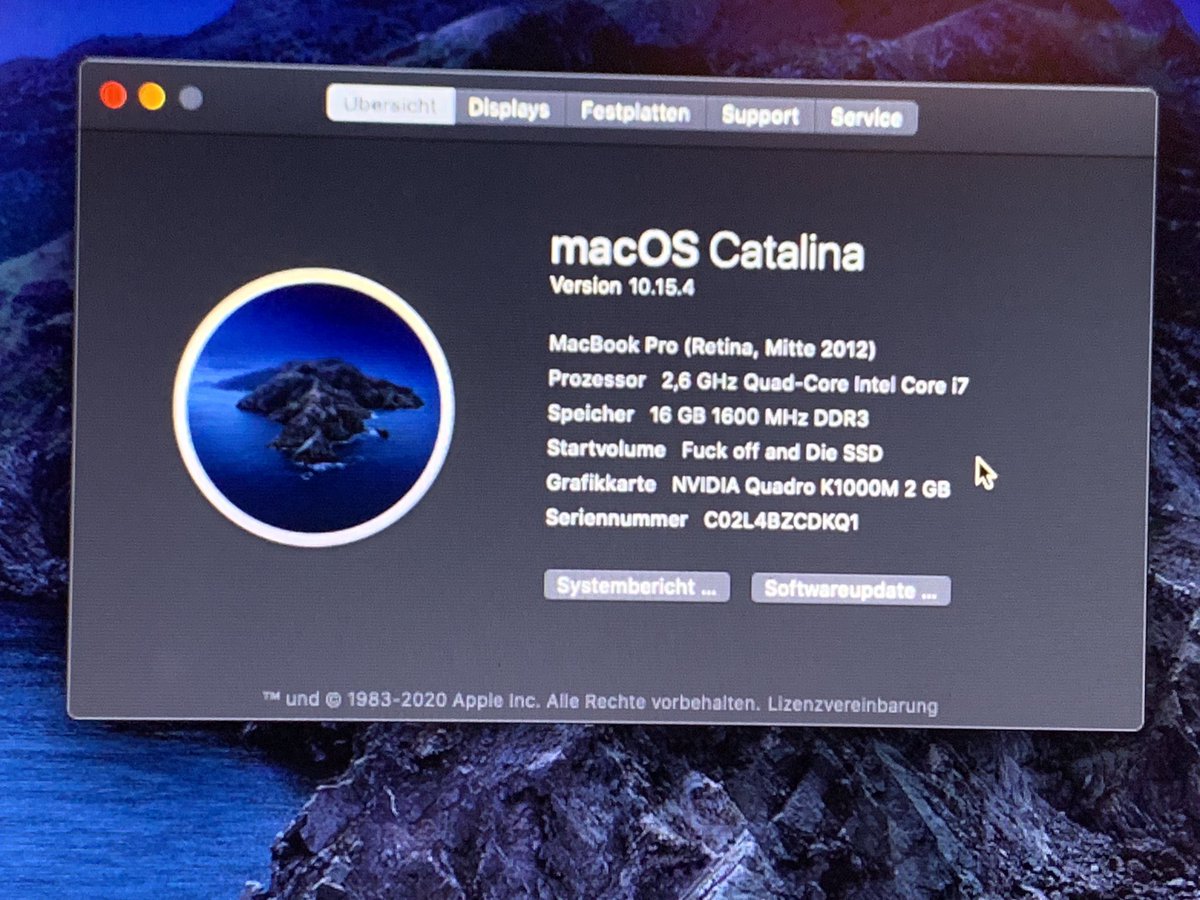 Übersicht Displays Festplatten Support Service
macOS Catalina
Version 10.15.4
MacBook Pro (Retina, Mitte 2012)
Prozessor 2,6 GHz Quad-Core Intel Core i7
Speicher 16 GB 1600 MHz DDR3
Startvolume Fuck off and Die SSD
Grafikkarte NVIDIA Quadro K1000M 2 GB
Seriennummer C02L4BZCDKQ1
Systembericht ... Softwareupdate ...
™ und © 1983-2020 Apple Inc. Alle Rechte vorbehalten. Lizenzvereinbarung